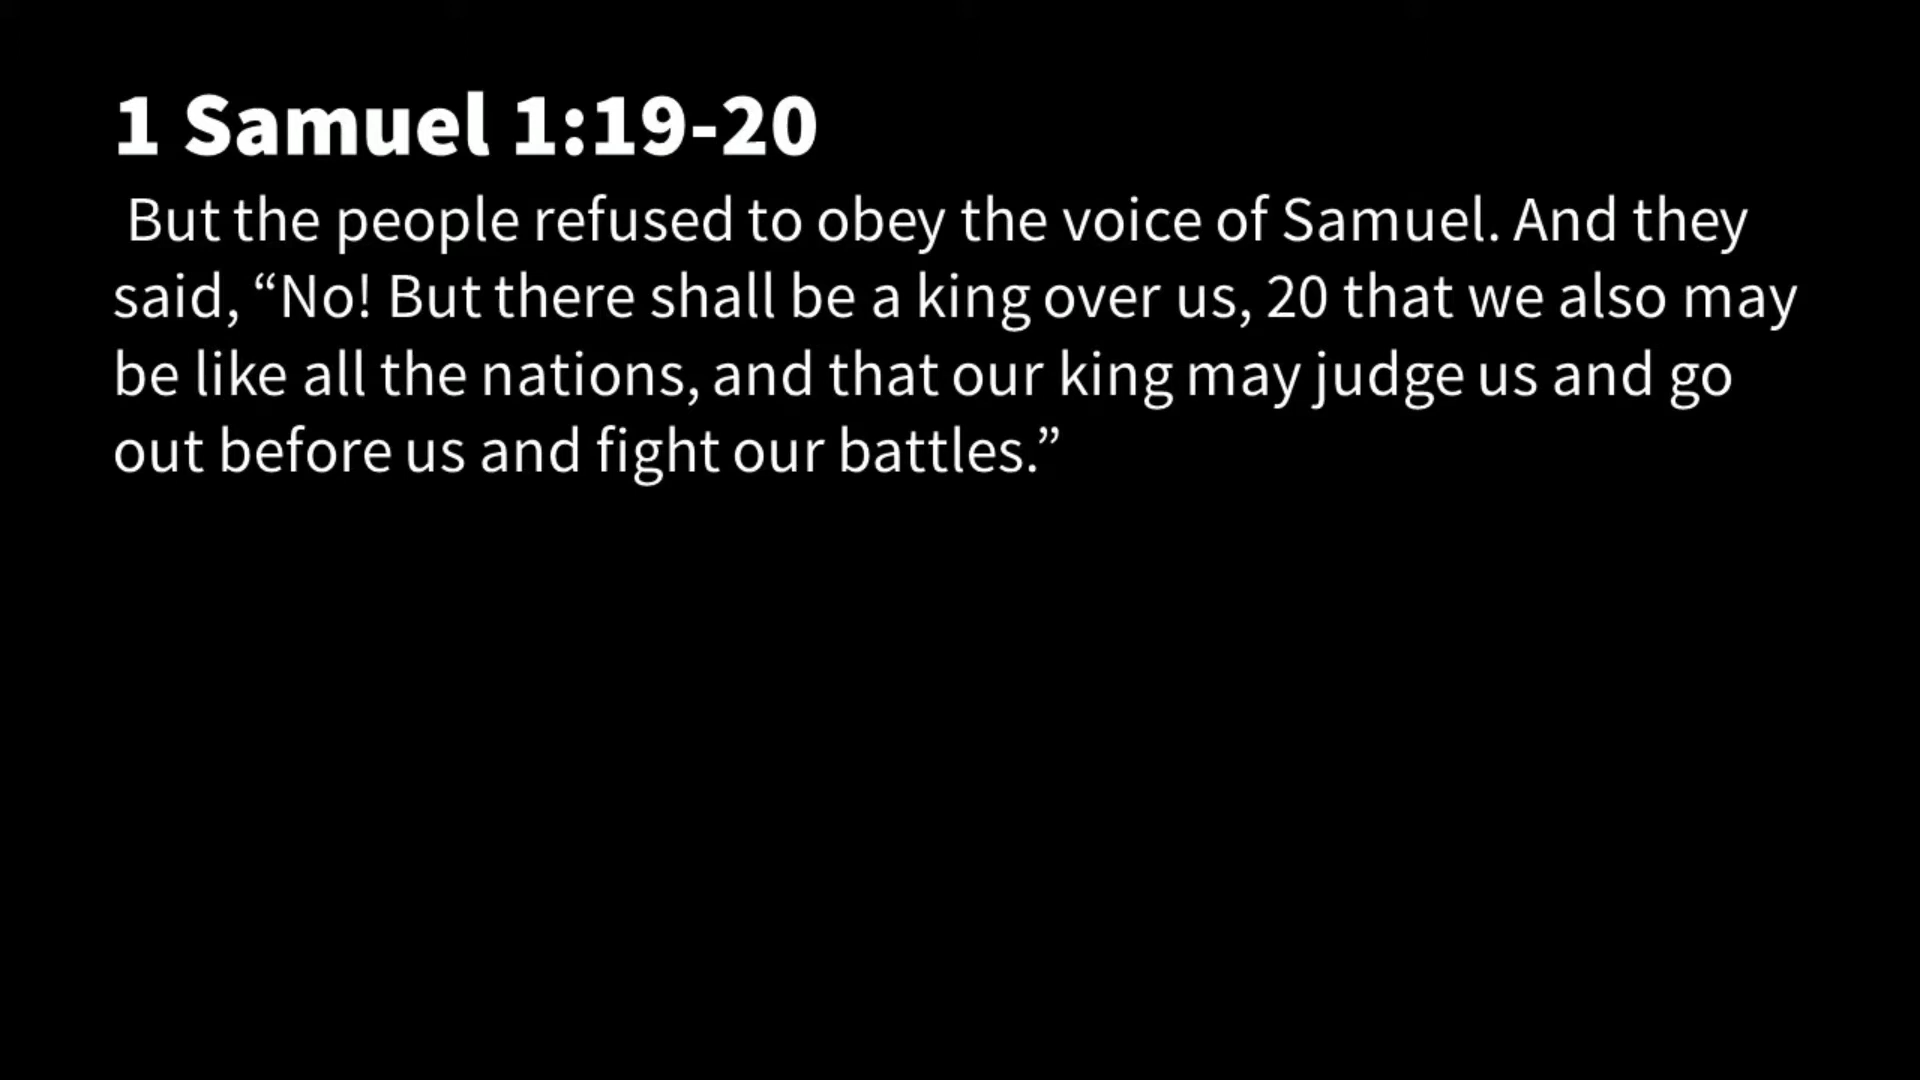 1 Samuel 1:19-20
But the people refused to obey the voice of Samuel. And they
said, “No! But there shall be a king over us, 20 that we also may
be like all the nations, and that our king may judge us and go
out before us and fight our battles.”